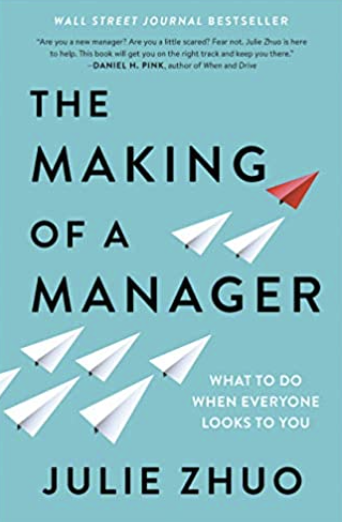 WALL STREET JOURNAL BESTSELLER
"Are you a new manager? Are you a little scared? Fear not, Julie Zhuo is here
to help. This book will get you on the right track and keep you there."
—DANIEL H. PINK, author of When and Drive
THE
MAKING
OF A
MANAGER
WHAT TO DO
WHEN EVERYONE
LOOKS TO YOU
JULIE ZHUO